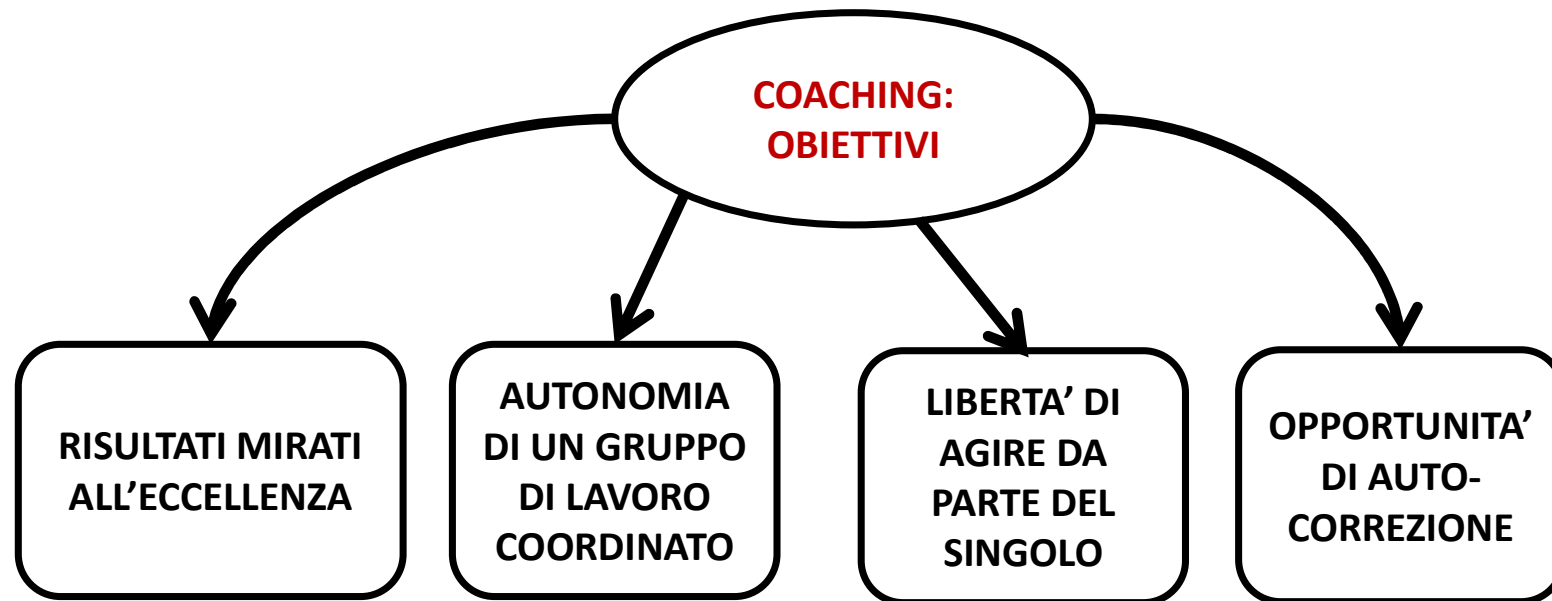 COACHING:
OBIETTIVI
RISULTATI MIRATI
ALL’ECCELLENZA
AUTONOMIA
DI UN GRUPPO
DI LAVORO
COORDINATO
LIBERTA’ DI
AGIRE DA
PARTE DEL
SINGOLO
OPPORTUNITA’
DI AUTO-
CORREZIONE